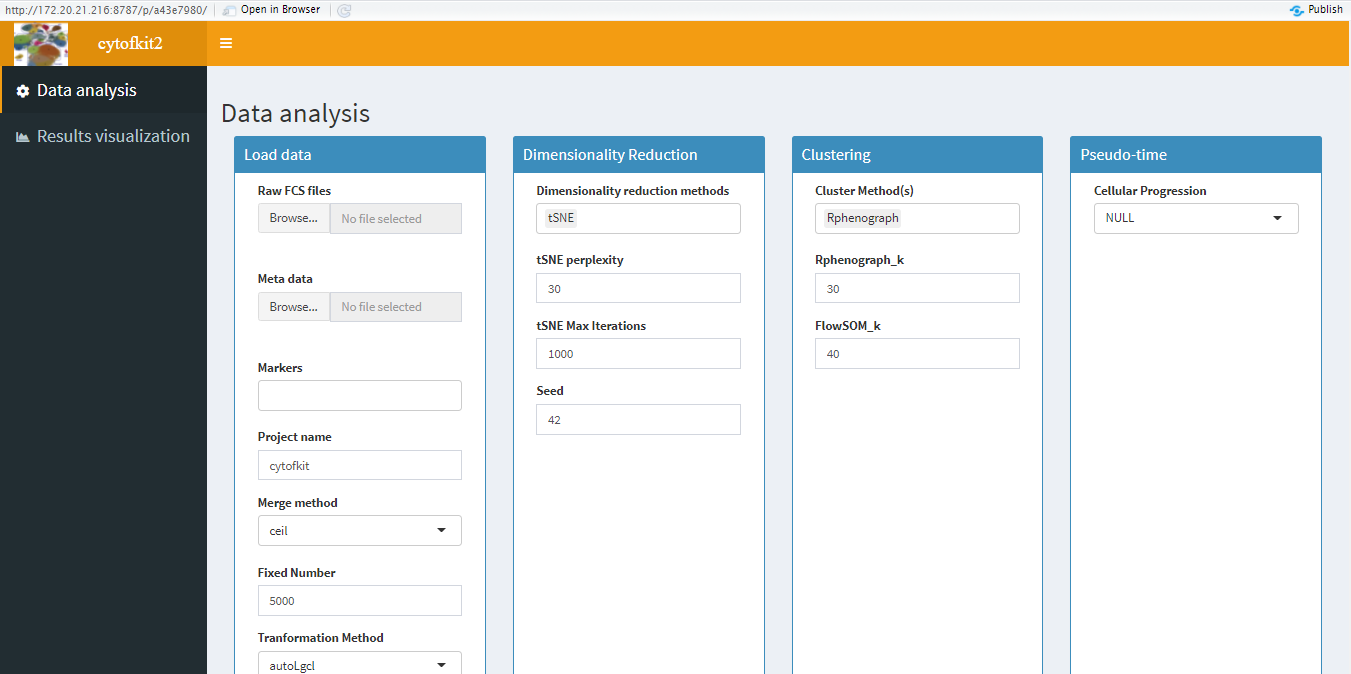 http://172.20.21.216:8787/p/a43e7980/ Open in Browser Publish
cytofkit2
Data analysis
Results visualization
Data analysis
Load data
Raw FCS files
Browse... No file selected
Meta data
Browse... No file selected
Markers
Project name
cytofkit
Merge method
ceil
Fixed Number
5000
Tranformation Method
autoLgcl
Dimensionality Reduction
Dimensionality reduction methods
tSNE
tSNE perplexity
30
tSNE Max Iterations
1000
Seed
42
Clustering
Cluster Method(s)
Rphenograph
Rphenograph_k
30
FlowSOM_k
40
Pseudo-time
Cellular Progression
NULL